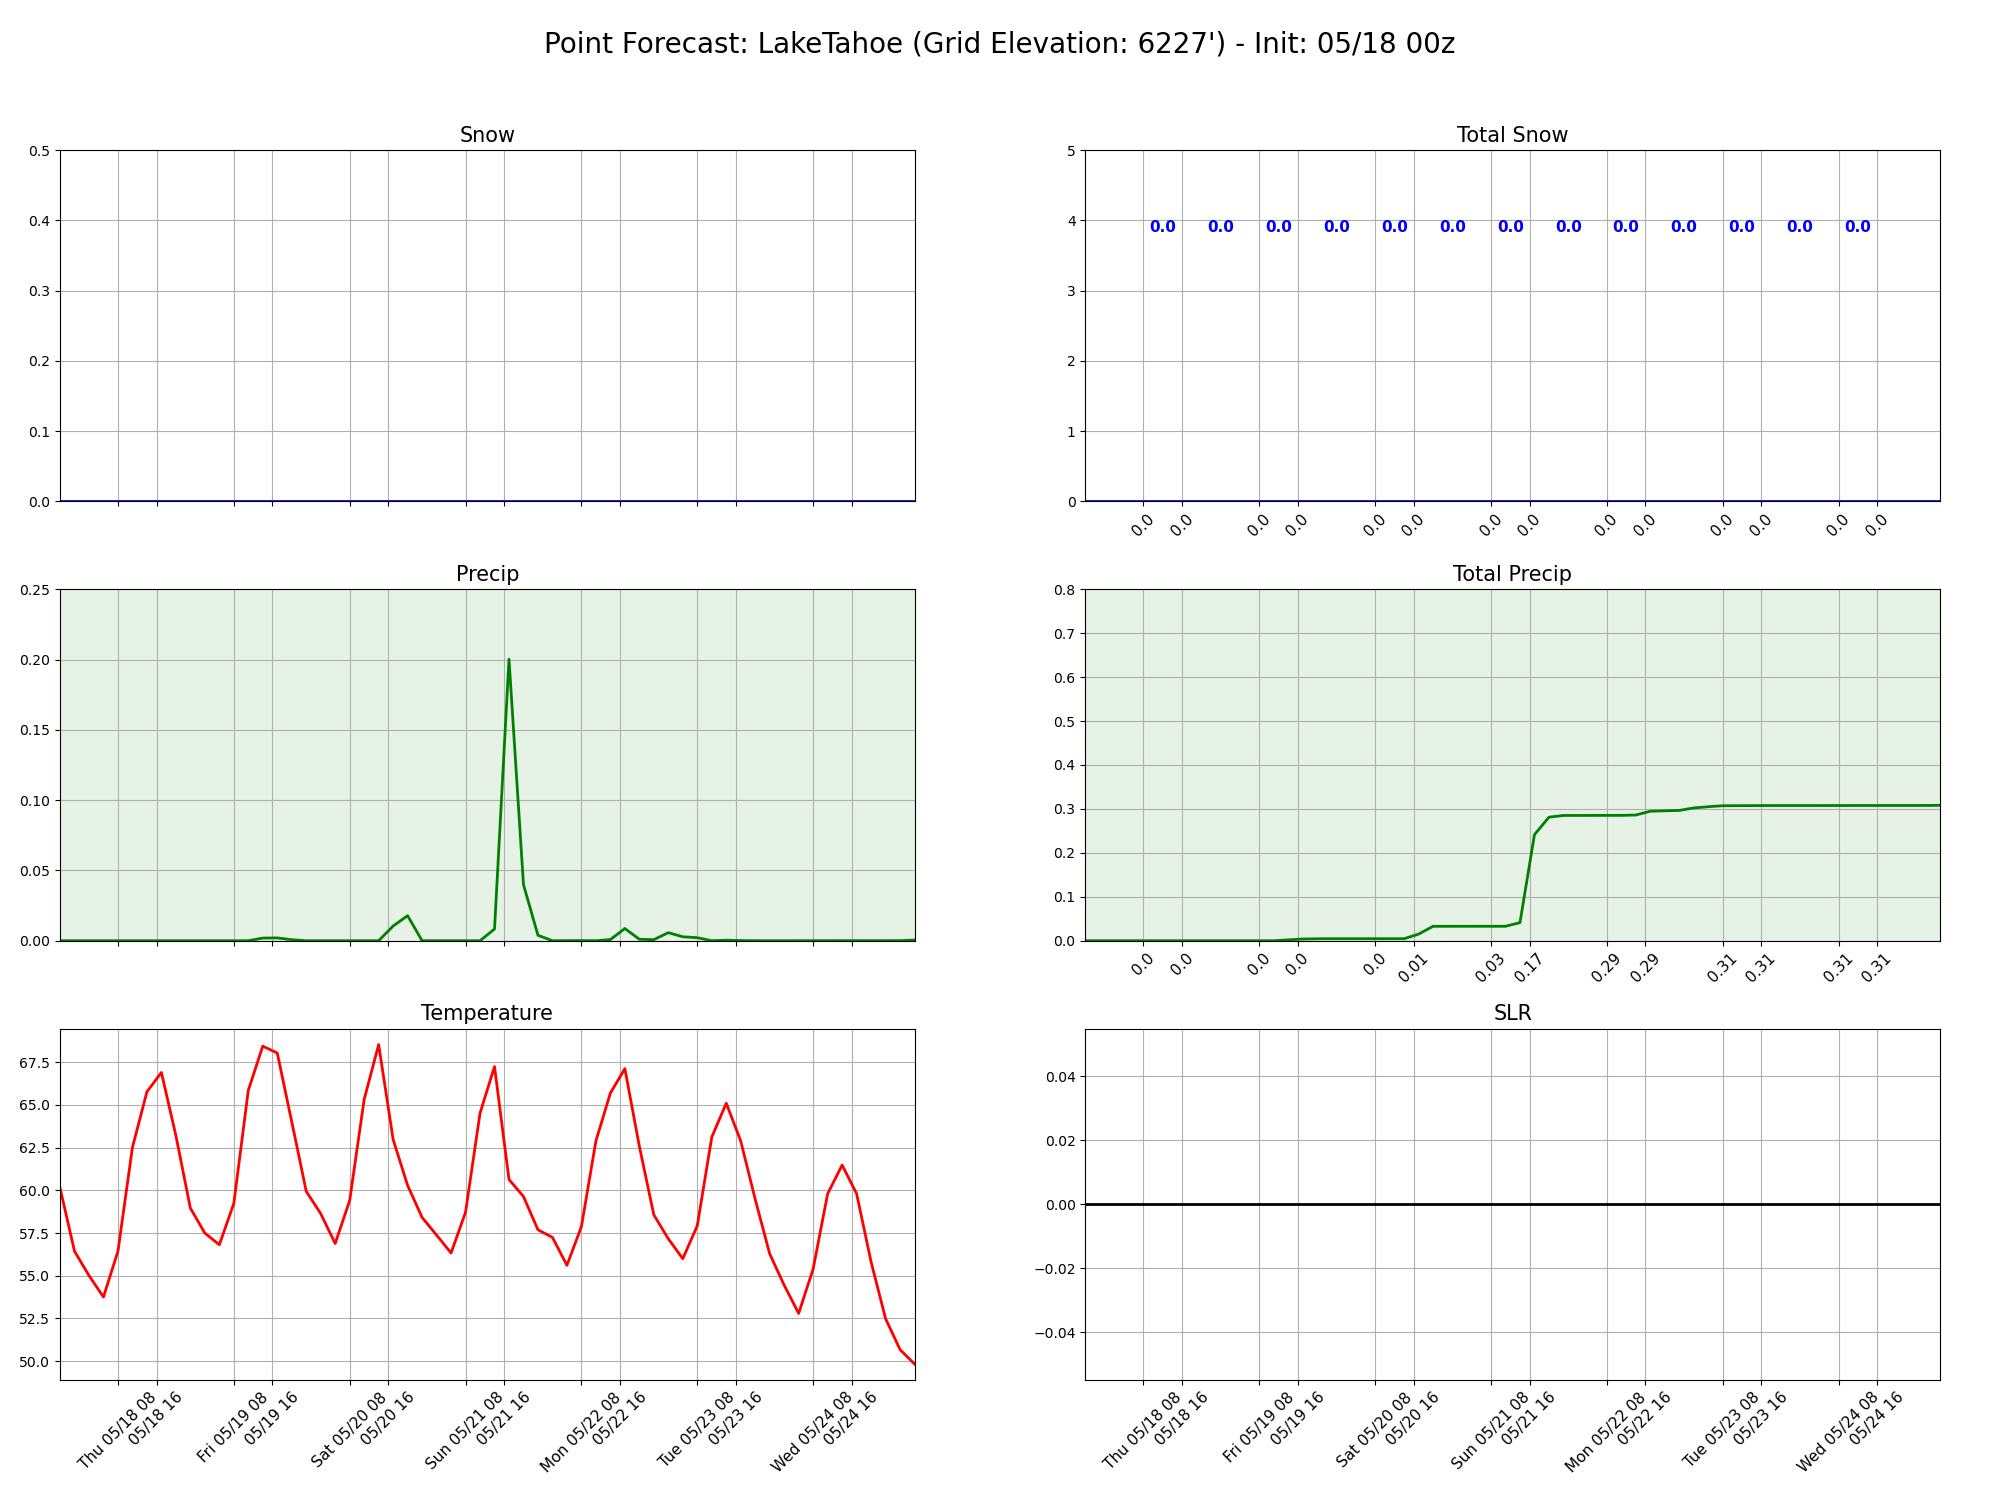 Point Forecast: LakeTahoe (Grid Elevation: 6227') - Init: 05/18 00z
Snow
0.5
0.4
0.3
0.2
0.1
0.0
Total Snow
5
4
3
2
1
0
0.0 0.0 0.0 0.0 0.0 0.0 0.0 0.0 0.0 0.0 0.0 0.0 0.0
0.0 0.0 0.0 0.0 0.0 0.0 0.0 0.0 0.0 0.0 0.0 0.0 0.0 0.0
Precip
0.25
0.20
0.15
0.10
0.05
0.00
Total Precip
0.8
0.7
0.6
0.5
0.4
0.3
0.2
0.1
0.0
0.0 0.0 0.0 0.0 0.0 0.01 0.03 0.17 0.29 0.29 0.31 0.31 0.31 0.31
Temperature
67.5
65.0
62.5
60.0
57.5
55.0
52.5
50.0
Thu 05/18 08
05/18 16
Fri 05/19 08
05/19 16
Sat 05/20 08
05/20 16
Sun 05/21 08
05/21 16
Mon 05/22 08
05/22 16
Tue 05/23 08
05/23 16
Wed 05/24 08
05/24 16
SLR
0.04
0.02
0.00
−0.02
−0.04
Thu 05/18 08
05/18 16
Fri 05/19 08
05/19 16
Sat 05/20 08
05/20 16
Sun 05/21 08
05/21 16
Mon 05/22 08
05/22 16
Tue 05/23 08
05/23 16
Wed 05/24 08
05/24 16